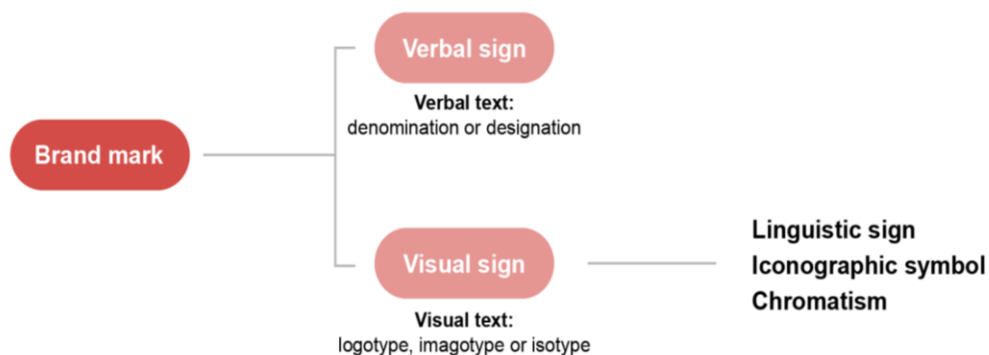 Verbal sign
Verbal text:
denomination or designation
Brand mark
Visual sign
Visual text:
logotype, imagotype or isotype
Linguistic sign
Iconographic symbol
Chromatism